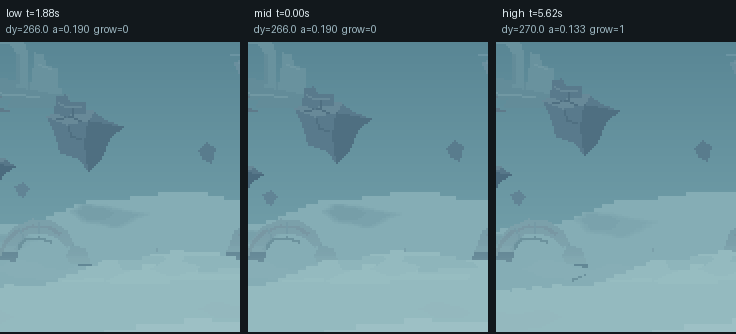 low t=1.88s
dy=266.0 a=0.190 grow=0
mid t=0.00s
dy=266.0 a=0.190 grow=0
high t=5.62s
dy=270.0 a=0.133 grow=1